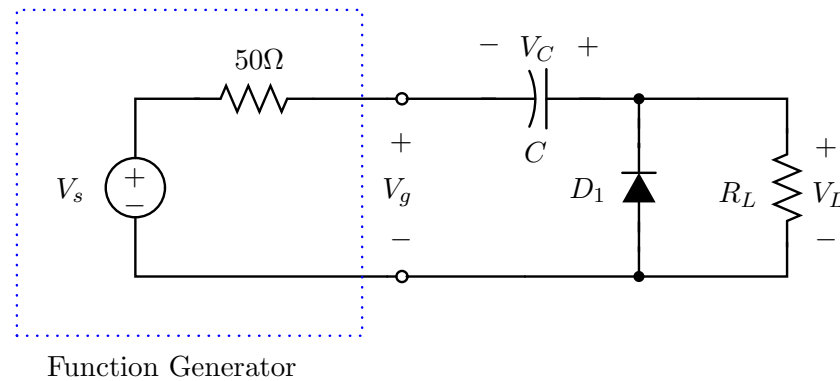 50Ω
− V_C +
C
+
−
V_s
+
V_g
−
D_1
R_L
+
V_L
−
Function Generator